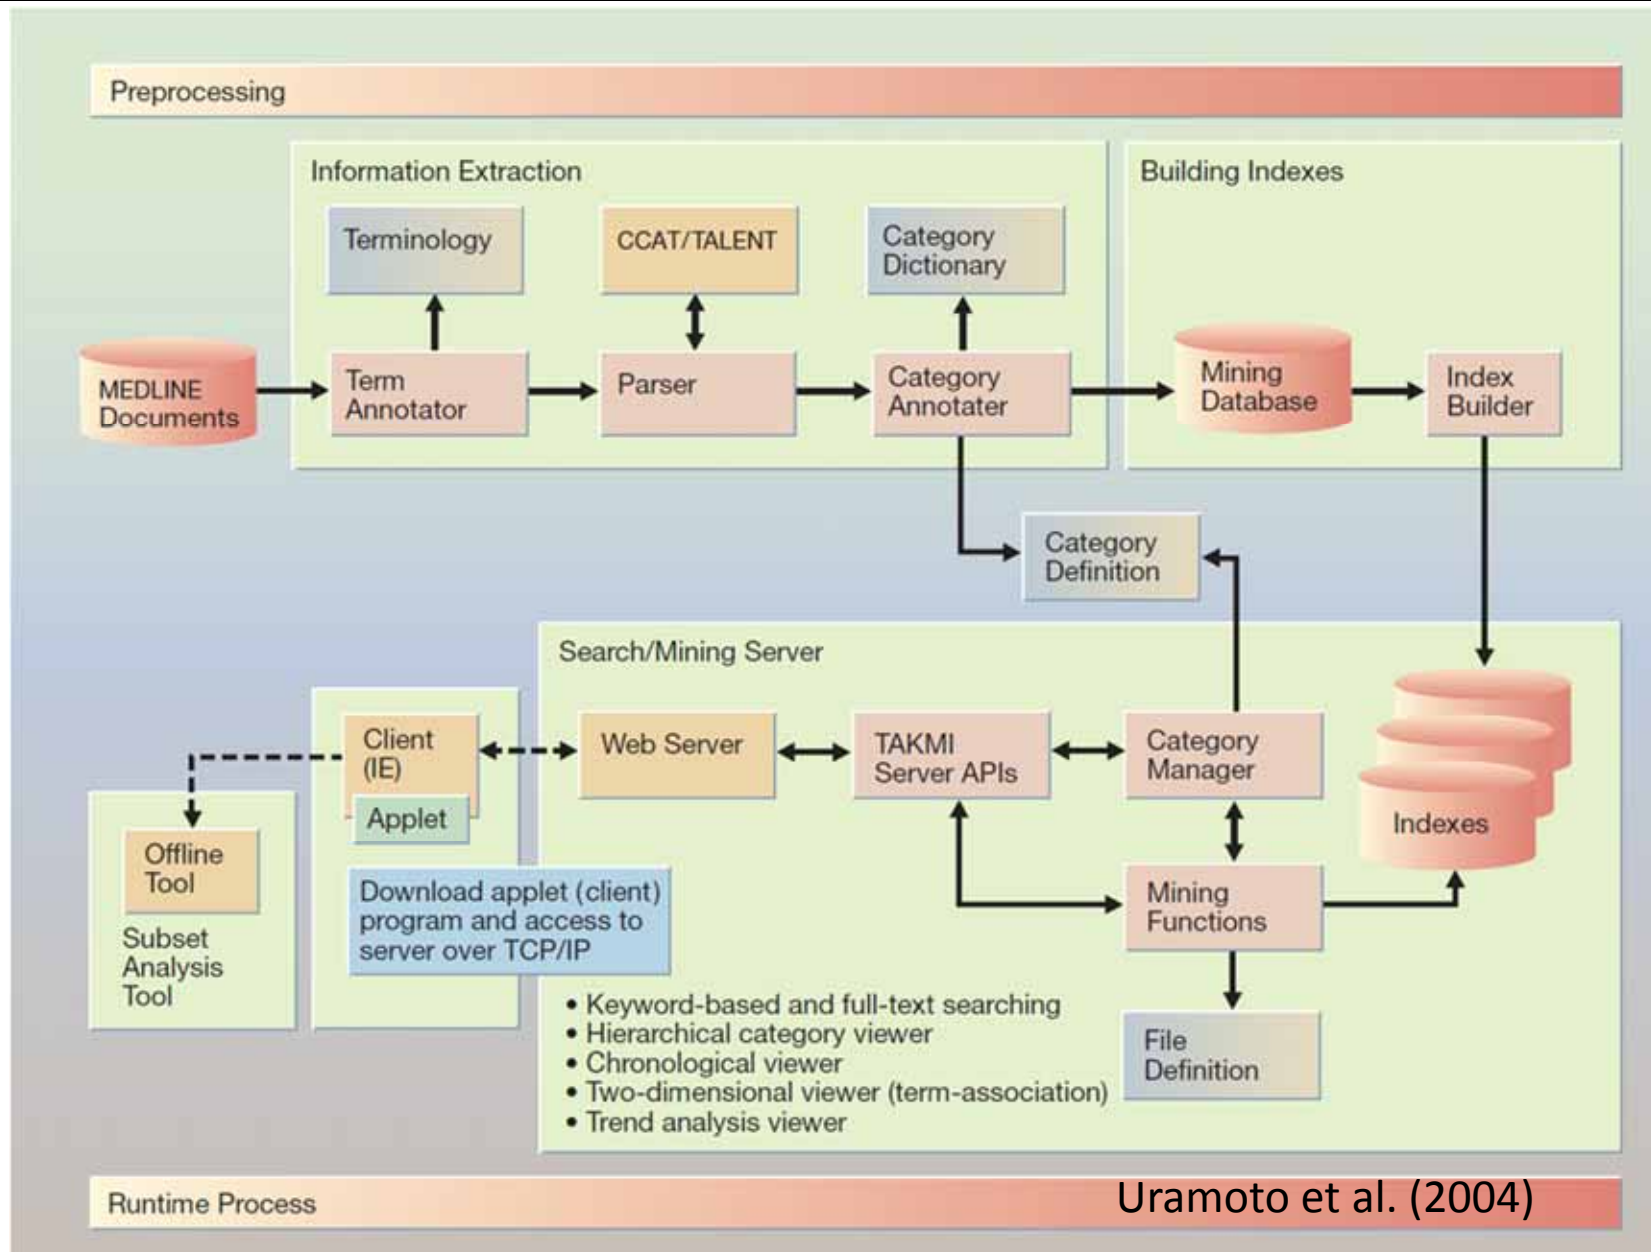 Preprocessing
Information Extraction
Building Indexes
Terminology
CCAT/TALENT
Category
Dictionary
MEDLINE
Documents
Term
Annotator
Parser
Category
Annotater
Mining
Database
Index
Builder
Category
Definition
Search/Mining Server
Client
(IE)
Applet
Web Server
TAKMI
Server APIs
Category
Manager
Indexes
Offline
Tool
Subset
Analysis
Tool
Download applet (client)
program and access to
server over TCP/IP
Mining
Functions
• Keyword-based and full-text searching
• Hierarchical category viewer
• Chronological viewer
• Two-dimensional viewer (term-association)
• Trend analysis viewer
File
Definition
Runtime Process
Uramoto et al. (2004)